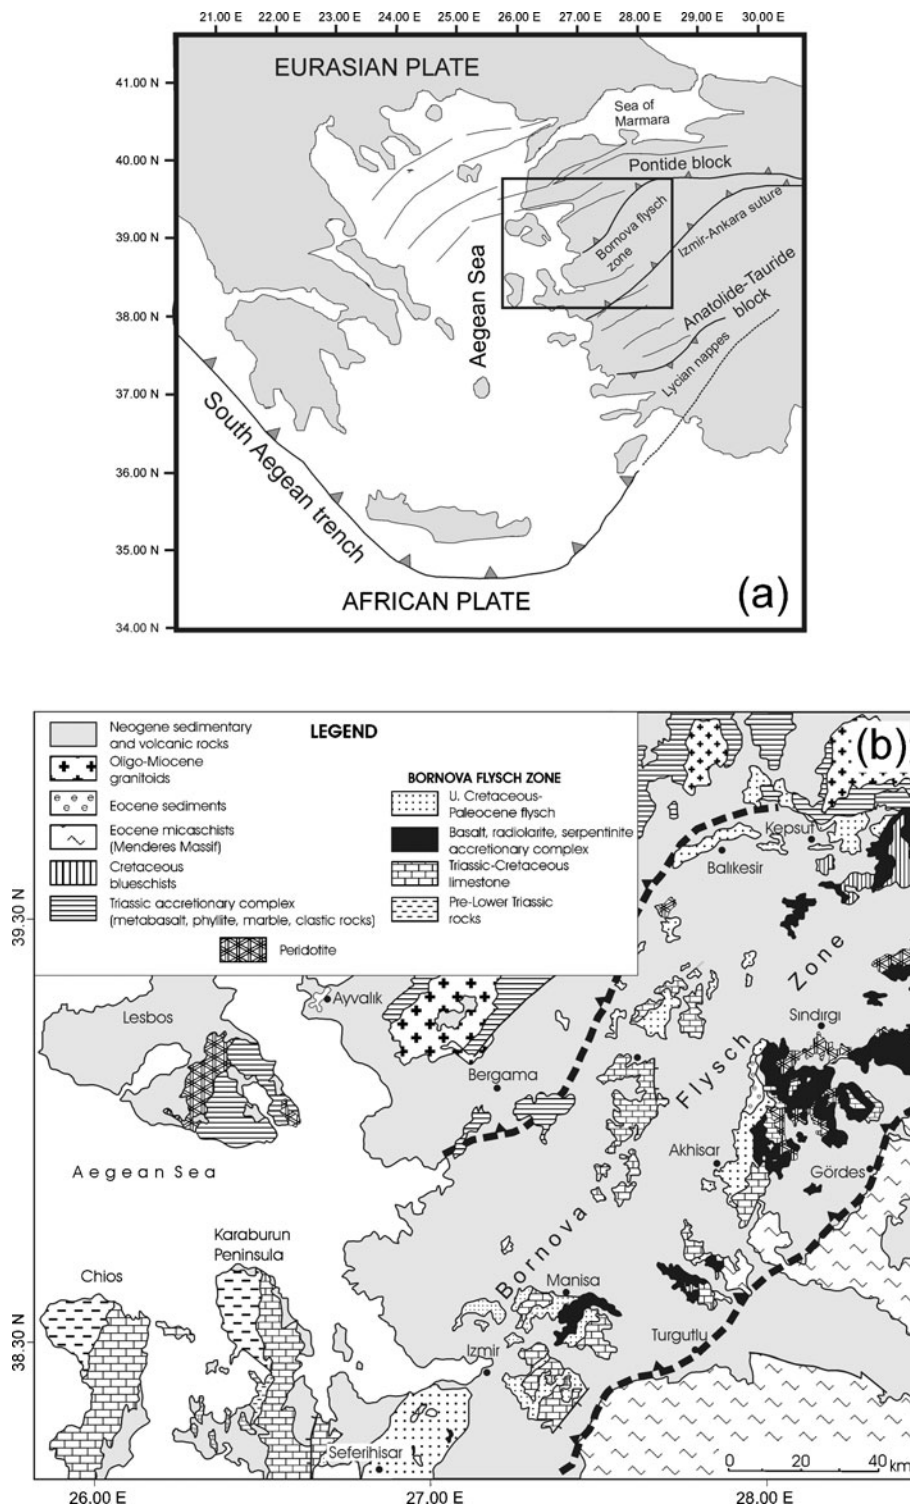 21.00 E 22.00 E 23.00 E 24.00 E 25.00 E 26.00 E 27.00 E 28.00 E 29.00 E 30.00 E
EURASIAN PLATE
41.00 N
Sea of
Marmara
40.00 N
Pontide block
39.00 N
Bornova flysch
zone
Izmir-Ankara suture
Aegean Sea
38.00 N
Anatolide-Tauride
block
Lycian nappes
37.00 N
South Aegean trench
36.00 N
35.00 N
AFRICAN PLATE
(a)
34.00 N
(b)
LEGEND
Neogene sedimentary
and volcanic rocks
Oligo-Miocene
granitoids
Eocene sediments
Eocene micaschists
(Menderes Massif)
Cretaceous
blueschists
Triassic accretionary complex
(metabasalt, phyllite, marble, clastic rocks)
Peridotite
BORNOVA FLYSCH ZONE
U. Cretaceous-
Paleocene flysch
Basalt, radiolarite, serpentinite
accretionary complex
Triassic-Cretaceous
limestone
Pre-Lower Triassic
rocks
Kepsut
Balıkesir
39.30 N
Ayvalık
Lesbos
Sındırgı
Bergama
Akhisar
Gördes
Aegean Sea
Bornova Flysch Zone
Karaburun
Peninsula
Chios
Manisa
38.30 N
Izmir
Turgutlu
Seferihisar
0 20 40 km
26.00 E 27.00 E 28.00 E